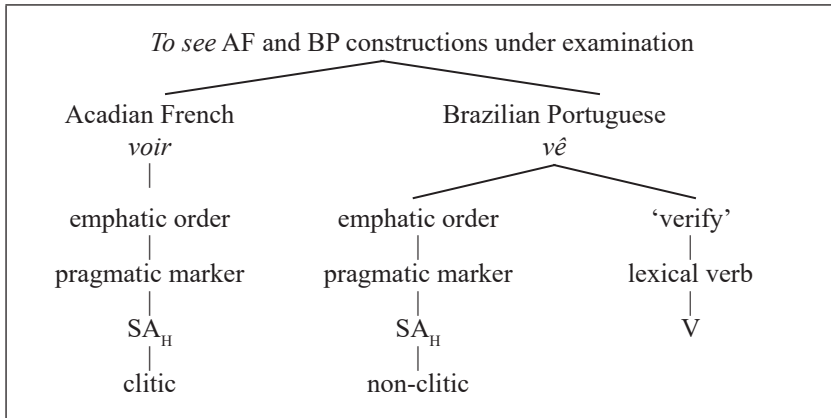 To see AF and BP constructions under examination
Acadian French Brazilian Portuguese
voir vê
emphatic order emphatic order ‘verify’
pragmatic marker pragmatic marker lexical verb
SAH SAH V
clitic non-clitic